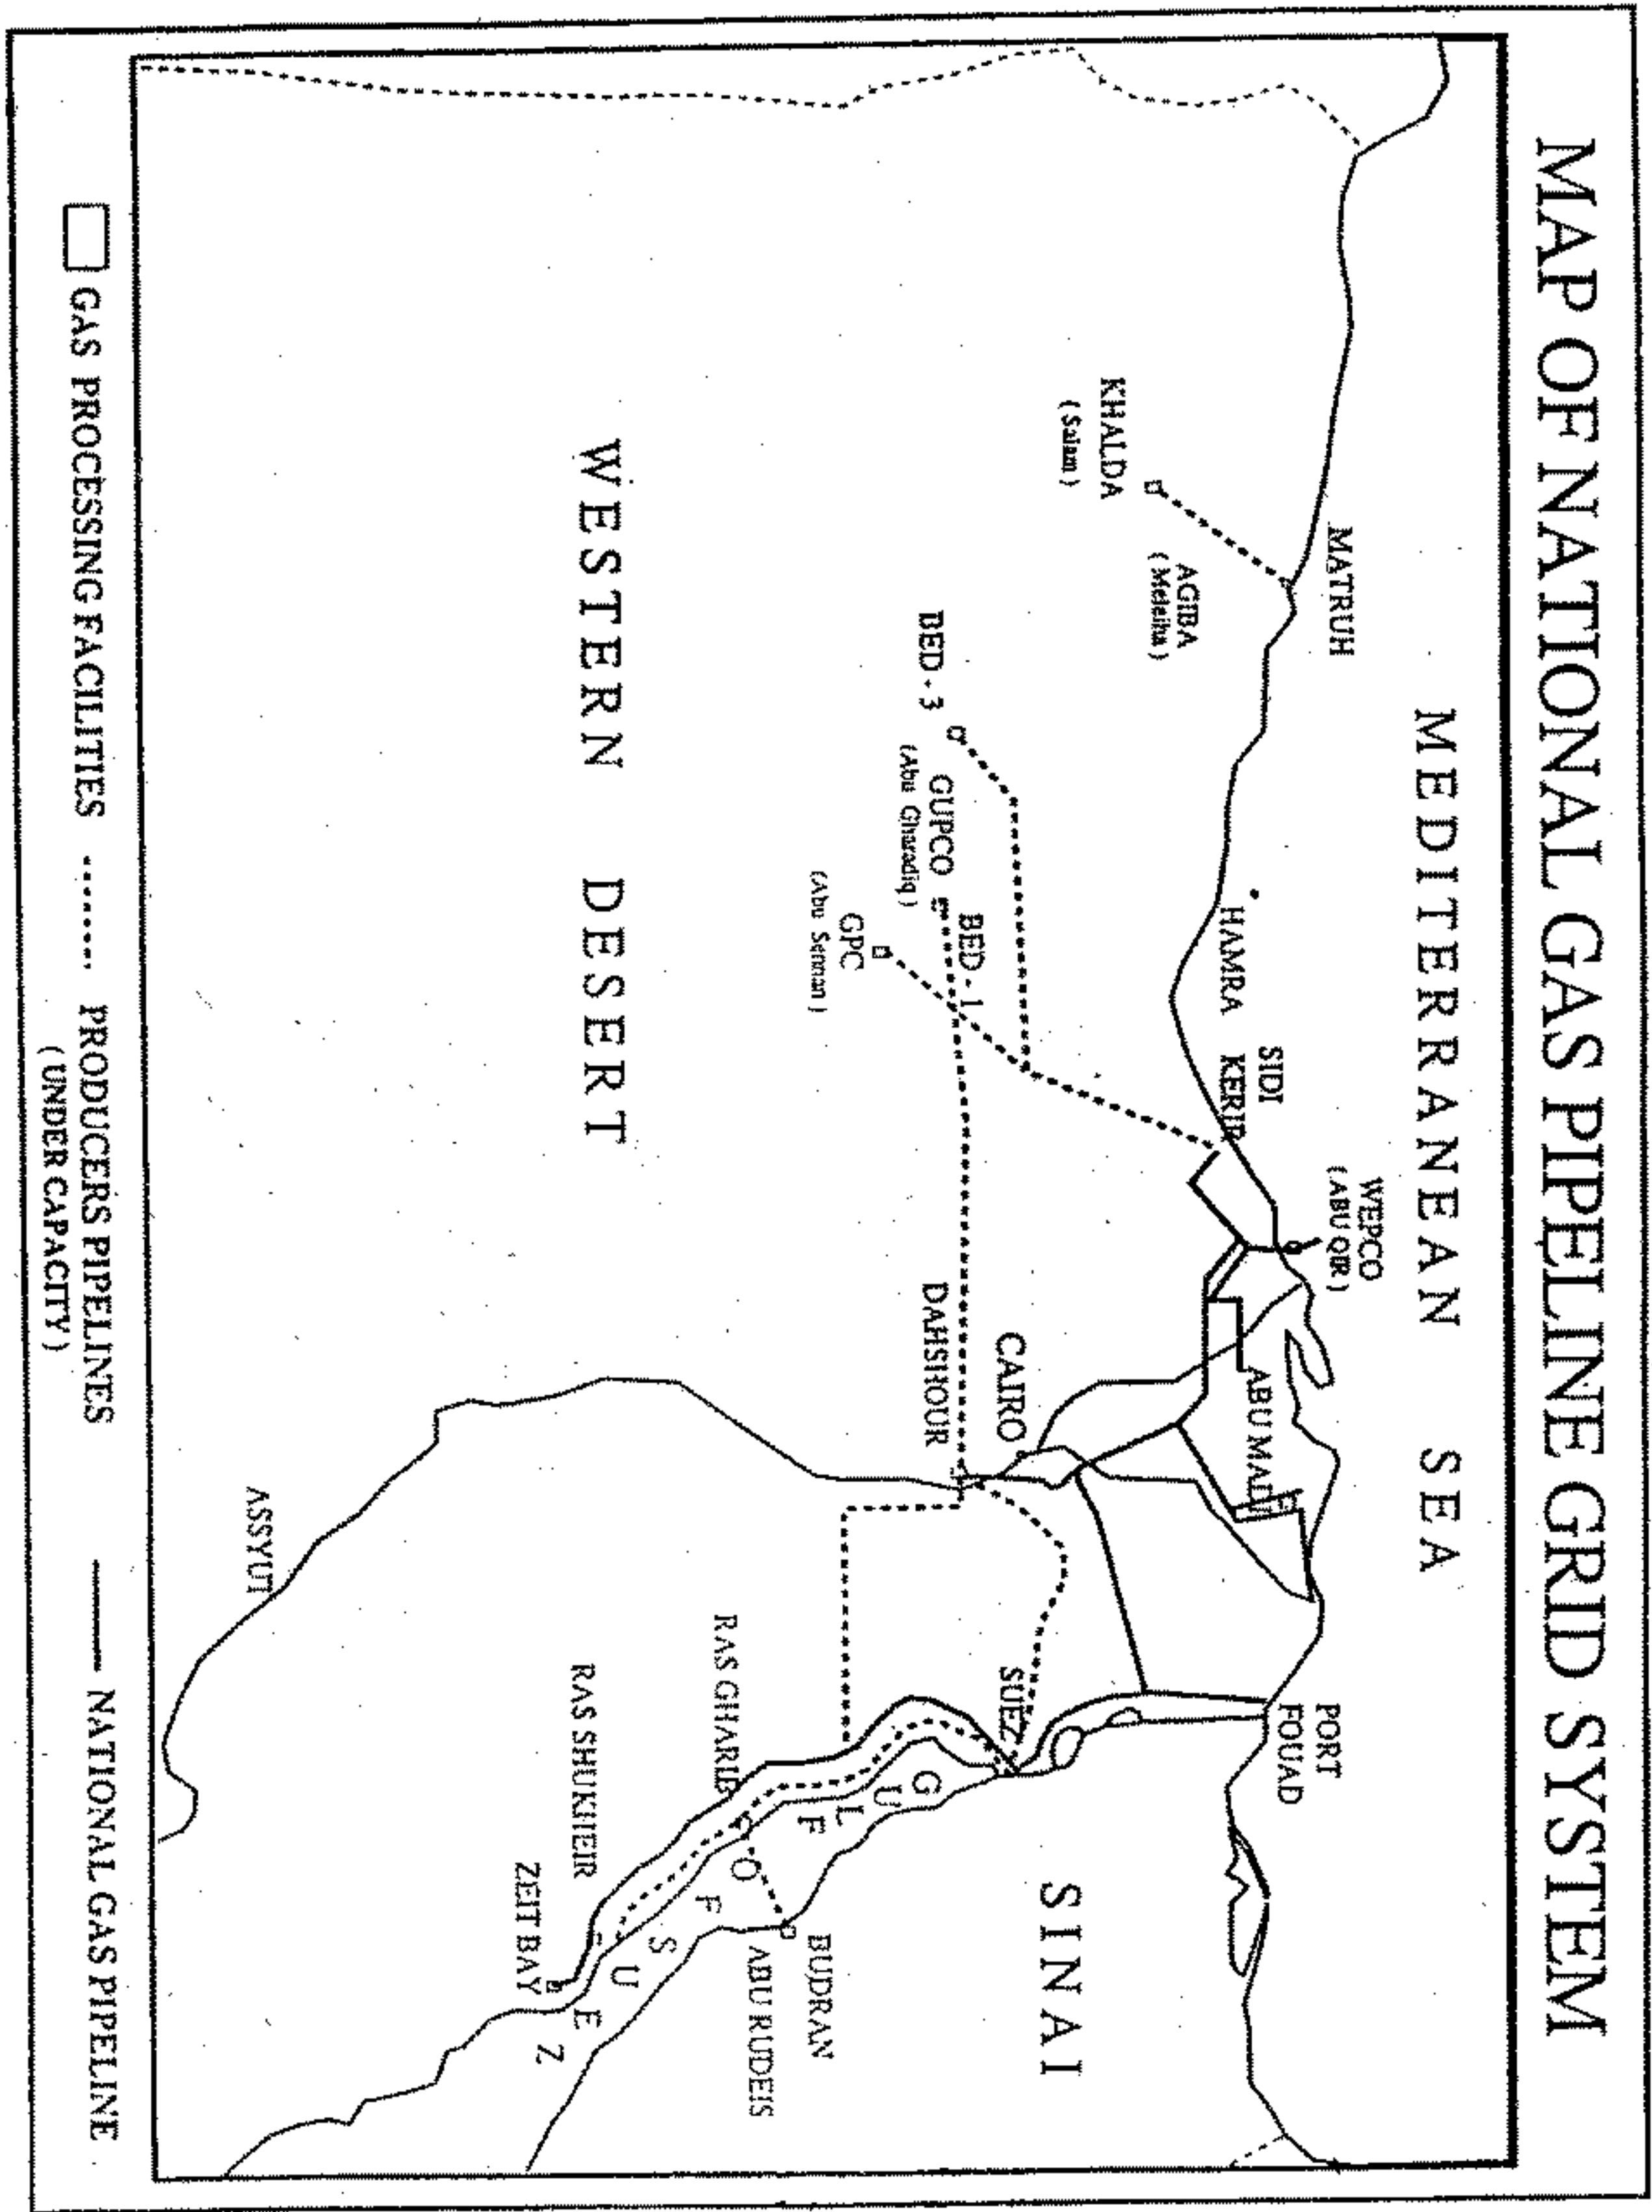 MAP OF NATIONAL GAS PIPELINE GRID SYSTEM
MEDITERRANEAN SEA
MATRUH
KHALDA
(Salam)
AGIBA
(Meleiha)
HAMRA
SIDI
KERIR
WEPCO
(ABU QIR)
ABU MADI
PORT
FOUAD
BED - 3
GUPCO
(Abu Gharadiq)
BED - 1
GPC
(Abu Sennan)
DAHSHOUR
CAIRO
SUEZ
SINAI
WESTERN DESERT
GULF OF SUEZ
RAS GHARIB
RAS SHUKHEIR
ZEIT BAY
BUDRAN
ABU RUDEIS
ASSYUT
GAS PROCESSING FACILITIES
PRODUCERS PIPELINES
(UNDER CAPACITY)
NATIONAL GAS PIPELINE